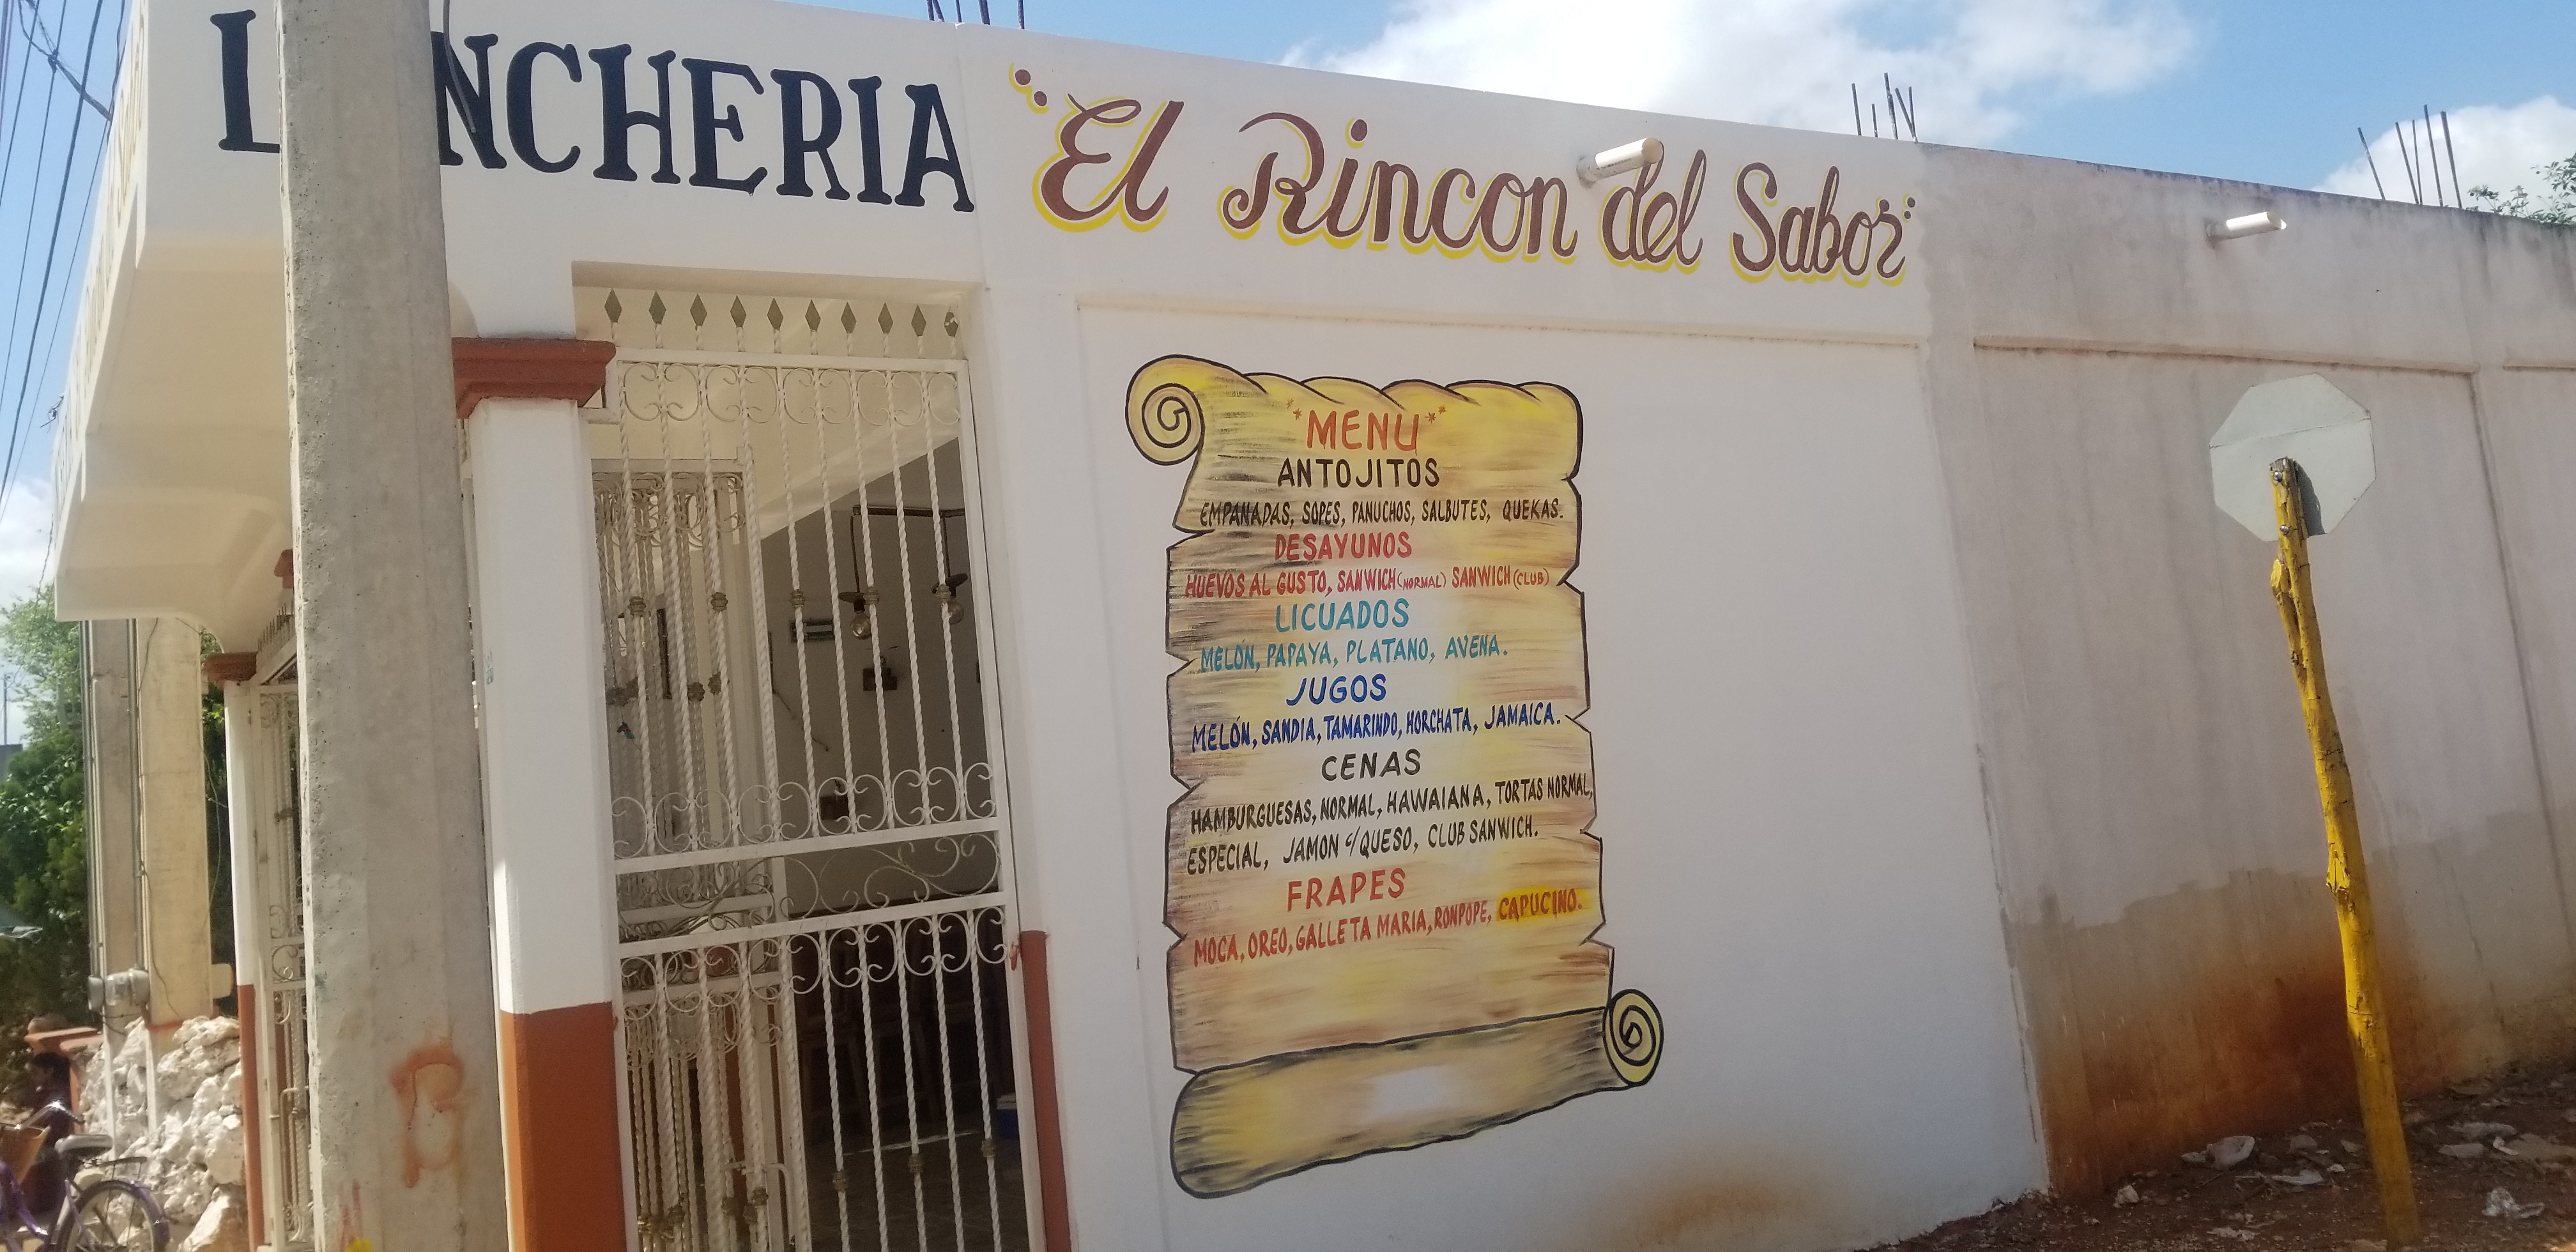 LUNCHERIA
"El Rincon del Sabor"
"MENU"
ANTOJITOS
EMPANADAS, SOPES, PANUCHOS, SALBUTES, QUEKAS.
DESAYUNOS
HUEVOS AL GUSTO, SANWICH (NORMAL) SANWICH (CLUB)
LICUADOS
MELÓN, PAPAYA, PLATANO, AVENA.
JUGOS
MELÓN, SANDIA, TAMARINDO, HORCHATA, JAMAICA.
CENAS
HAMBURGUESAS, NORMAL, HAWAIANA, TORTAS NORMAL,
ESPECIAL, JAMON C/QUESO, CLUB SANWICH.
FRAPES
MOCA, OREO, GALLETA MARIA, RONPOPE, CAPUCINO.